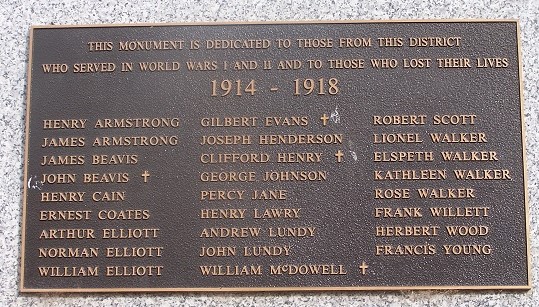 THIS MONUMENT IS DEDICATED TO THOSE FROM THIS DISTRICT
WHO SERVED IN WORLD WARS I AND II AND TO THOSE WHO LOST THEIR LIVES
1914 - 1918
HENRY ARMSTRONG
JAMES ARMSTRONG
JAMES BEAVIS
JOHN BEAVIS ✝
HENRY CAIN
ERNEST COATES
ARTHUR ELLIOTT
NORMAN ELLIOTT
WILLIAM ELLIOTT
GILBERT EVANS ✝
JOSEPH HENDERSON
CLIFFORD HENRY ✝
GEORGE JOHNSON
PERCY JANE
HENRY LAWRY
ANDREW LUNDY
JOHN LUNDY
WILLIAM McDOWELL ✝
ROBERT SCOTT
LIONEL WALKER
ELSPETH WALKER
KATHLEEN WALKER
ROSE WALKER
FRANK WILLETT
HERBERT WOOD
FRANCIS YOUNG